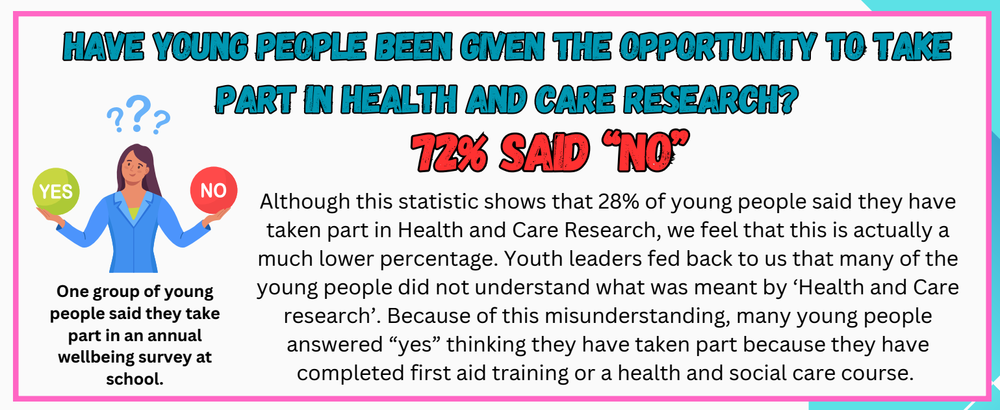 HAVE YOUNG PEOPLE BEEN GIVEN THE OPPORTUNITY TO TAKE
PART IN HEALTH AND CARE RESEARCH?
???
72% SAID “NO”
YES
NO
Although this statistic shows that 28% of young people said they have
taken part in Health and Care Research, we feel that this is actually a
much lower percentage. Youth leaders fed back to us that many of the
young people did not understand what was meant by ‘Health and Care
research’. Because of this misunderstanding, many young people
answered “yes” thinking they have taken part because they have
completed first aid training or a health and social care course.
One group of young
people said they take
part in an annual
wellbeing survey at
school.